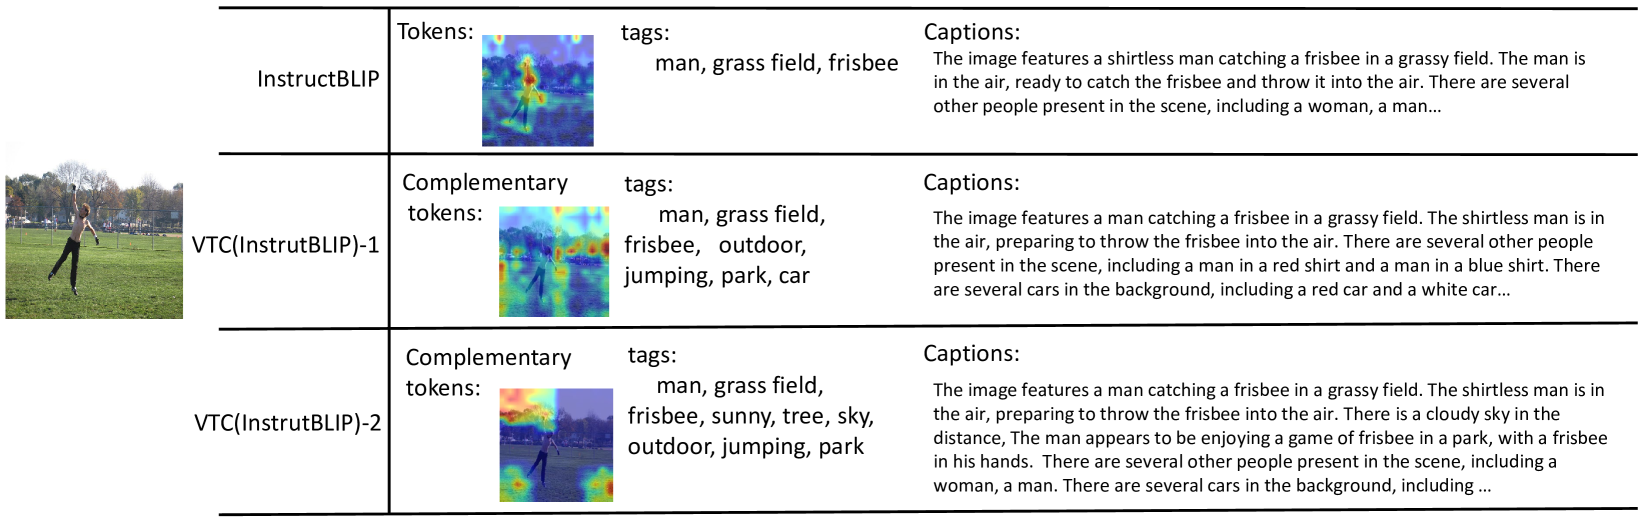 InstructBLIP
Tokens:
tags:
man, grass field, frisbee
Captions:
The image features a shirtless man catching a frisbee in a grassy field. The man is
in the air, ready to catch the frisbee and throw it into the air. There are several
other people present in the scene, including a woman, a man...
VTC(InstrutBLIP)-1
Complementary
tokens:
tags:
man, grass field,
frisbee, outdoor,
jumping, park, car
Captions:
The image features a man catching a frisbee in a grassy field. The shirtless man is in
the air, preparing to throw the frisbee into the air. There are several other people
present in the scene, including a man in a red shirt and a man in a blue shirt. There
are several cars in the background, including a red car and a white car...
VTC(InstrutBLIP)-2
Complementary
tokens:
tags:
man, grass field,
frisbee, sunny, tree, sky,
outdoor, jumping, park
Captions:
The image features a man catching a frisbee in a grassy field. The shirtless man is in
the air, preparing to throw the frisbee into the air. There is a cloudy sky in the
distance, The man appears to be enjoying a game of frisbee in a park, with a frisbee
in his hands. There are several other people present in the scene, including a
woman, a man. There are several cars in the background, including ...